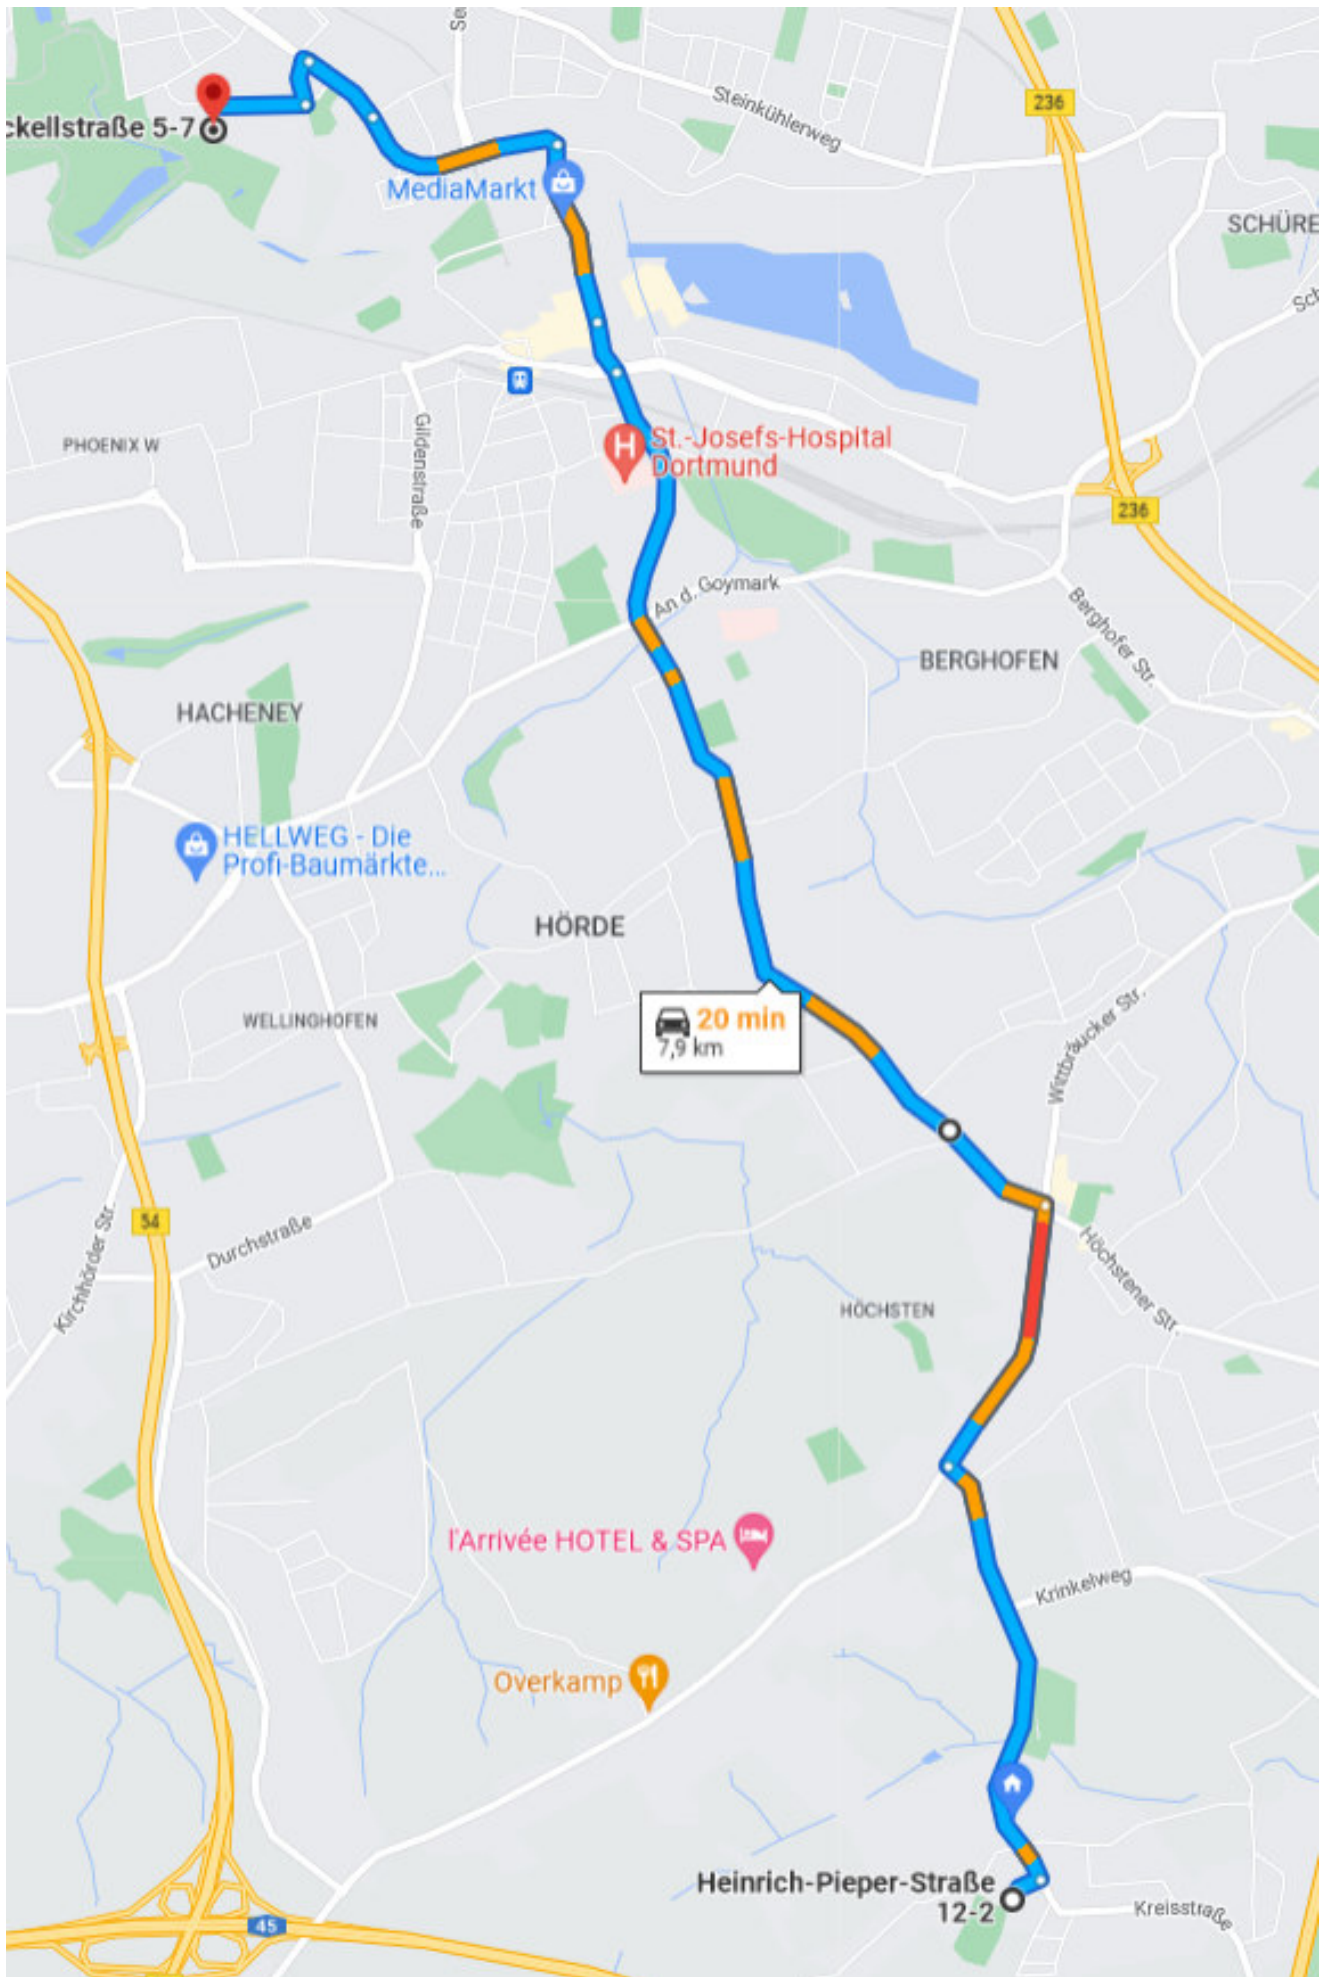 Steinkühlerweg
236
ckellstraße 5-7
MediaMarkt
SCHÜRE
PHOENIX W
Gildenstraße
St.-Josefs-Hospital
Dortmund
236
An d. Goymark
Berghofer Str.
BERGHOFEN
HACHENEY
HELLWEG - Die
Profi-Baumärkte...
HÖRDE
WELLINGHOFEN
20 min
7,9 km
Wittbräucker Str.
54
Durchstraße
Kirchhörder Str.
Höchstener Str.
HÖCHSTEN
l'Arrivée HOTEL & SPA
Krinkelweg
Overkamp
Heinrich-Pieper-Straße
12-2
Kreisstraße
45